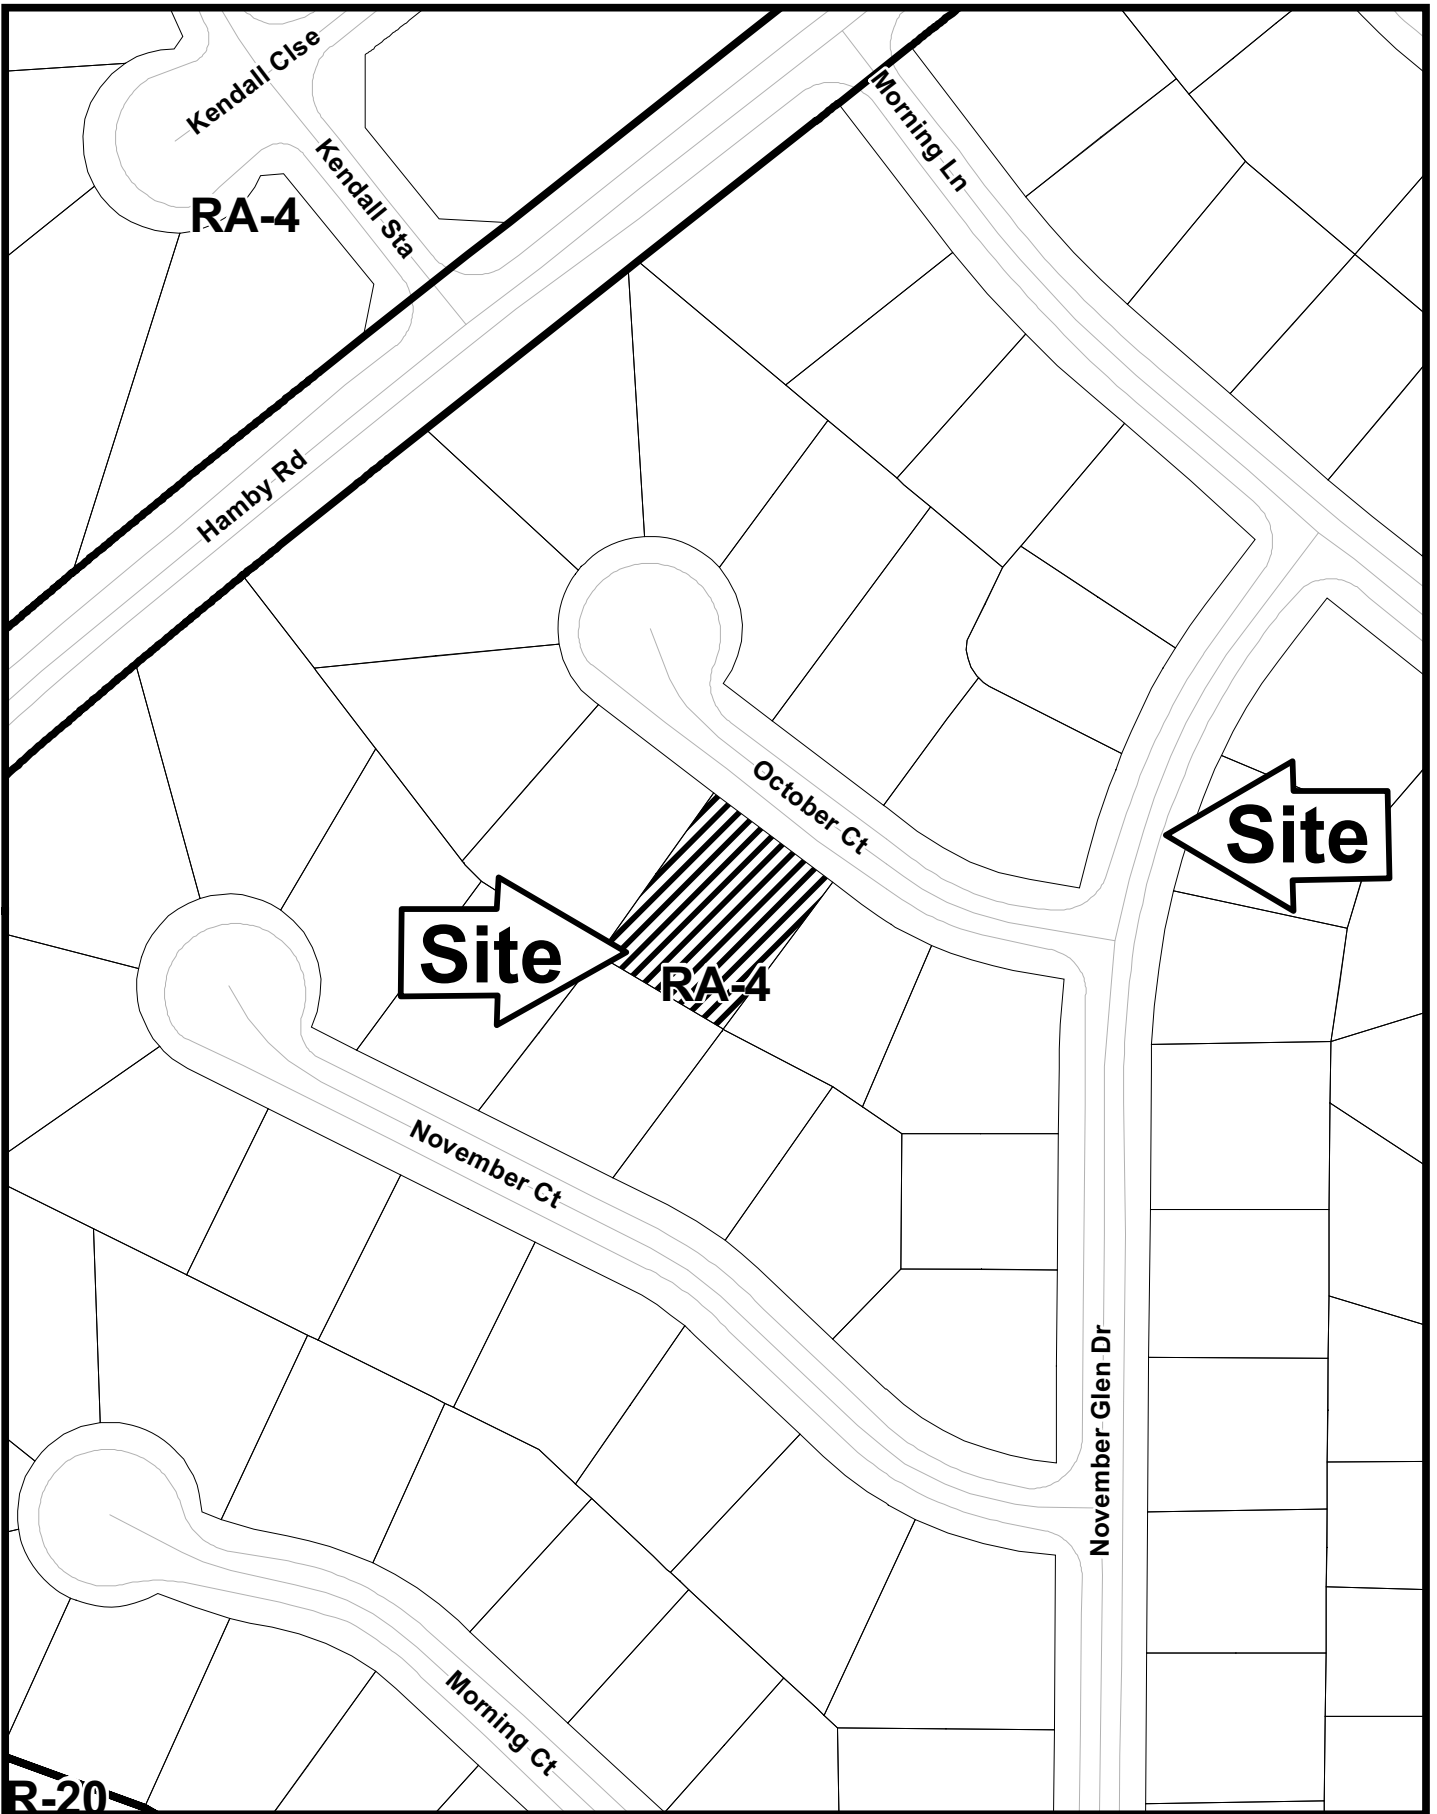 Kendall Clse
Morning Ln
Kendall Sta
RA-4
Hamby Rd
October Ct
Site
Site
RA-4
November Ct
November Glen Dr
Morning Ct
R-20